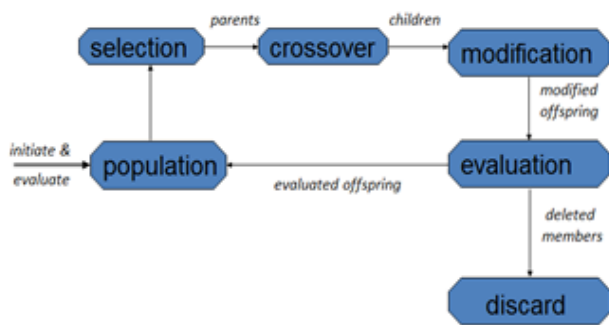 parents
children
selection
crossover
modification
modified
offspring
initiate &
evaluate
population
evaluated offspring
evaluation
deleted
members
discard